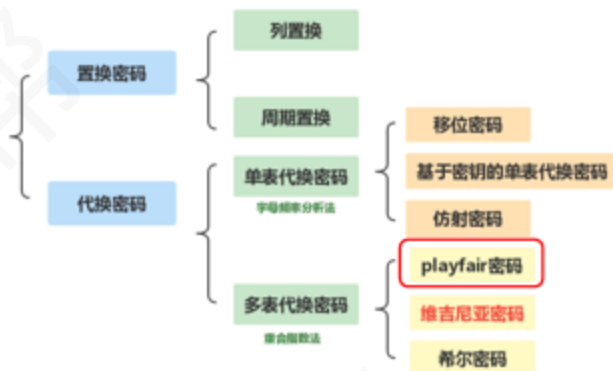 列置换
置换密码
周期置换
移位密码
单表代换密码
基于密钥的单表代换密码
字母频率分析法
代换密码
仿射密码
playfair密码
多表代换密码
维吉尼亚密码
重合指数法
希尔密码